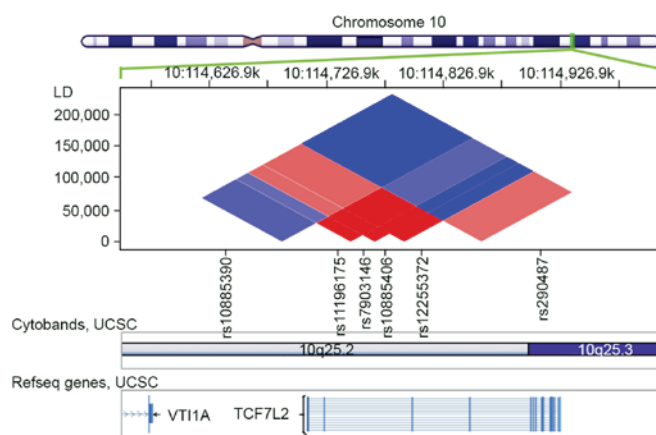 Chromosome 10
10:114,626.9k 10:114,726.9k 10:114,826.9k 10:114,926.9k
LD
200,000
150,000
100,000
50,000
0
rs10885390 rs11196175 rs7903146 rs10885406 rs12255372 rs290487
Cytobands, UCSC
10q25.2 10q25.3
Refseq genes, UCSC
VTI1A TCF7L2